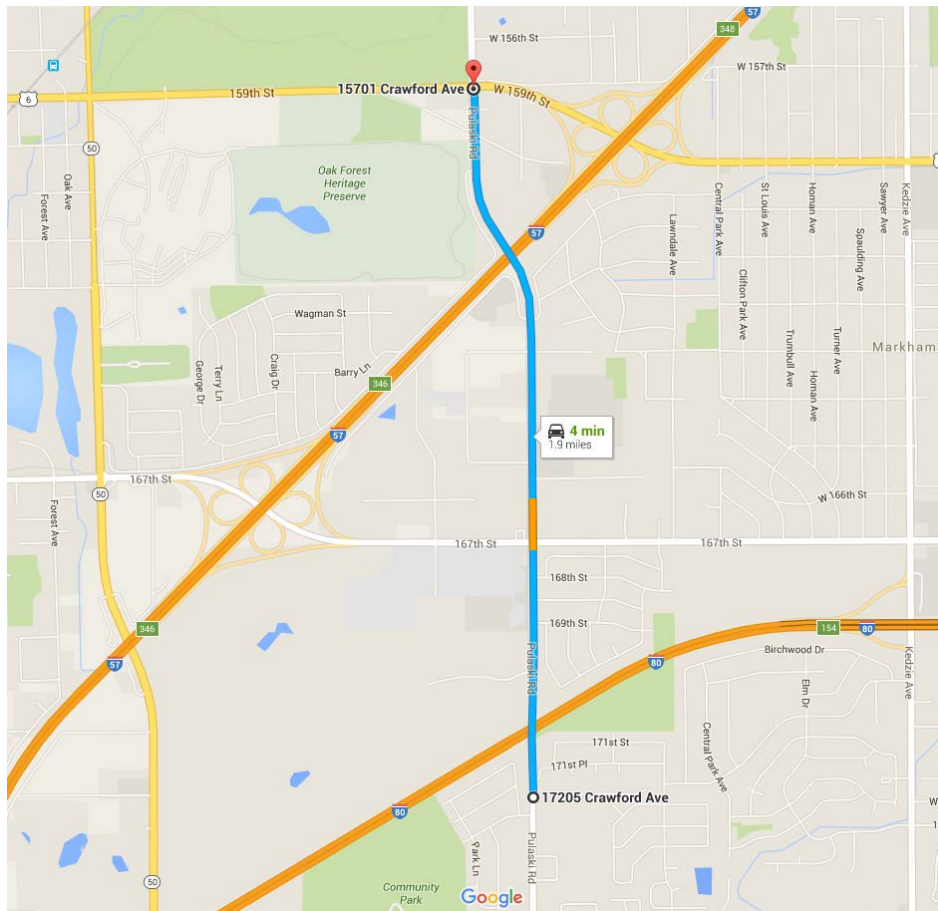 57
348
W 156th St
W 157th St
15701 Crawford Ave
6
159th St
W 159th St
50
Pulaski Rd
Oak Forest
Heritage
Preserve
Oak Ave
Forest Ave
57
Central Park Ave
St Louis Ave
Homan Ave
Sawyer Ave
Kedzie Ave
Lawndale Ave
Spaulding Ave
Clifton Park Ave
Wagman St
Turner Ave
Trumbull Ave
Markham
Terry Ln
George Dr
Craig Dr
Barry Ln
346
Homan Ave
57
4 min
1.9 miles
167th St
50
W 166th St
Forest Ave
167th St
167th St
168th St
169th St
346
154
80
57
Pulaski Rd
80
Birchwood Dr
Kedzie Ave
Elm Dr
Central Park Ave
171st St
171st Pl
17205 Crawford Ave
80
W
1
Park Ln
Pulaski Rd
50
Community
Park
Google